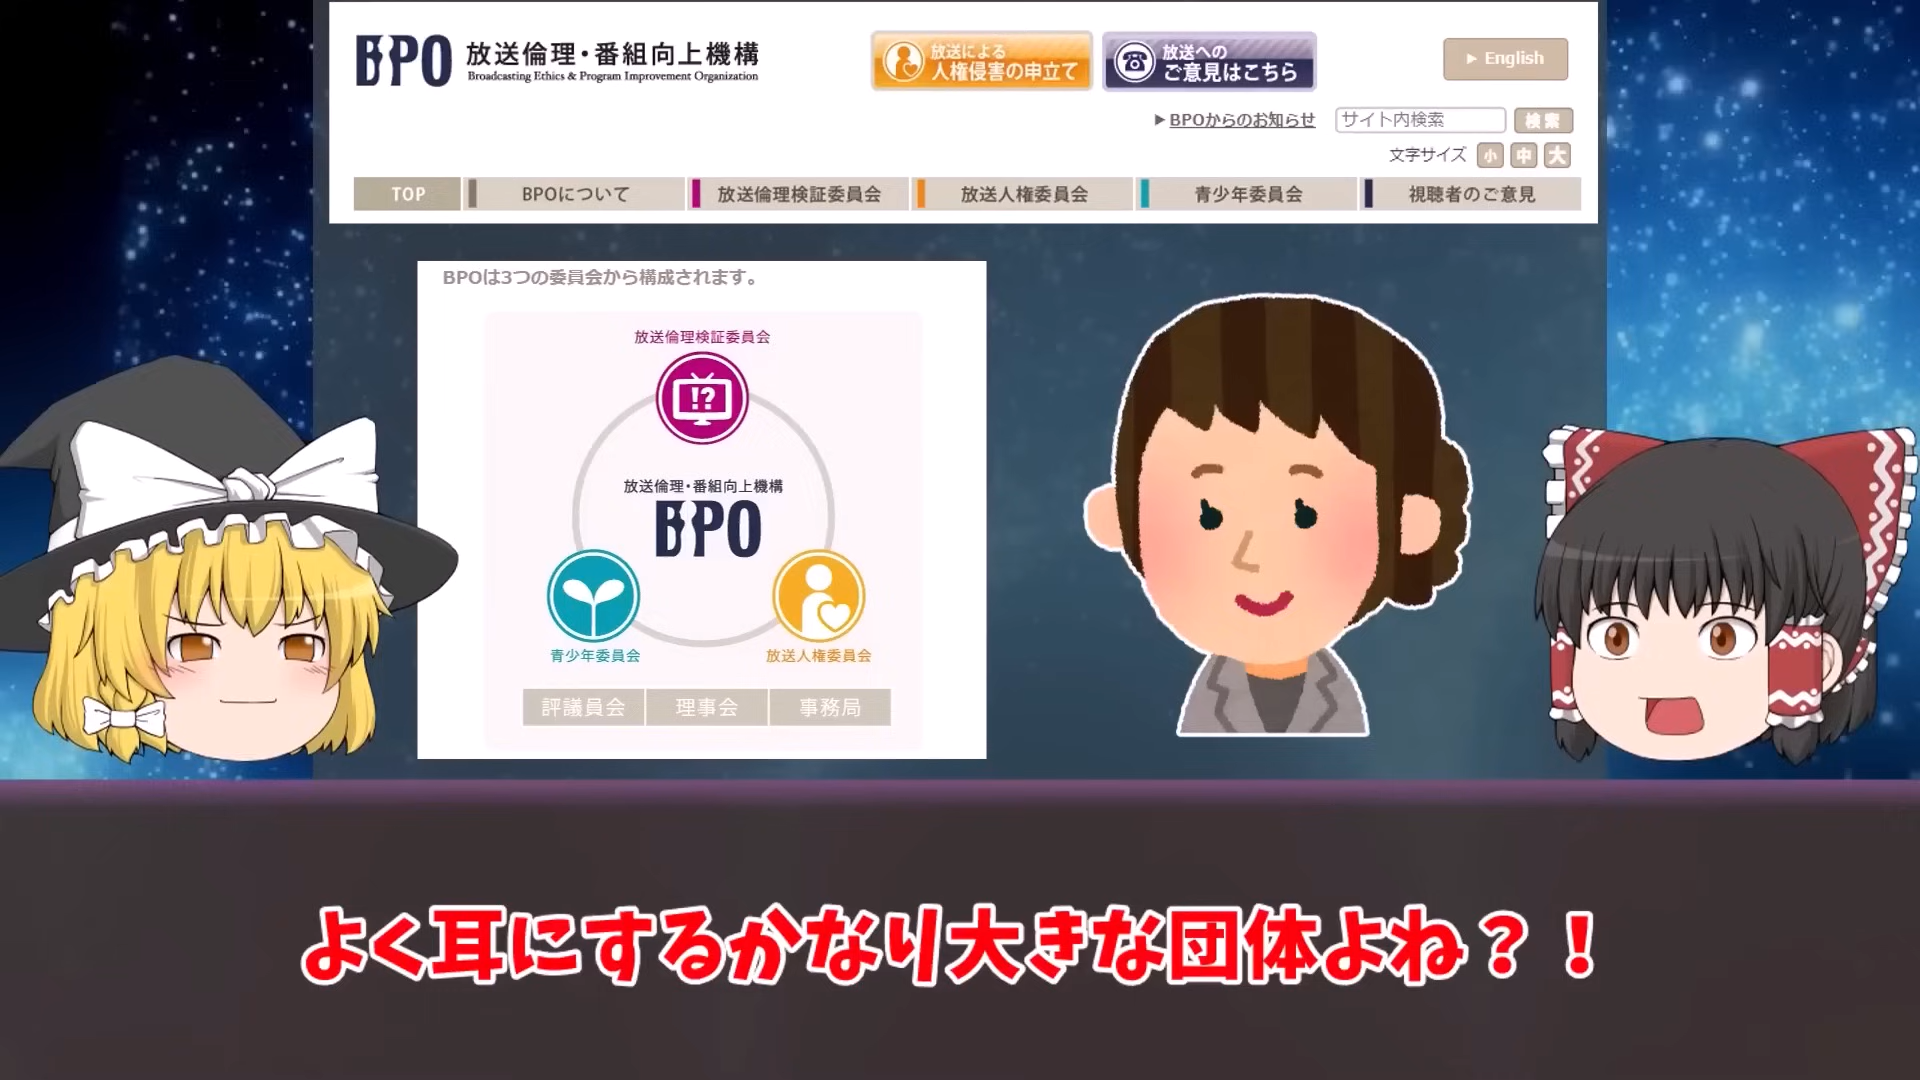 BPO 放送倫理・番組向上機構
Broadcasting Ethics & Program Improvement Organization
放送による
人権侵害の申立て
放送への
ご意見はこちら
English
BPOからのお知らせ
サイト内検索
検索
文字サイズ 小 中 大
TOP BPOについて 放送倫理検証委員会 放送人権委員会 青少年委員会 視聴者のご意見
BPOは3つの委員会から構成されます。
放送倫理検証委員会
!?
放送倫理・番組向上機構
BPO
青少年委員会
放送人権委員会
評議員会 理事会 事務局
よく耳にするかなり大きな団体よね？！